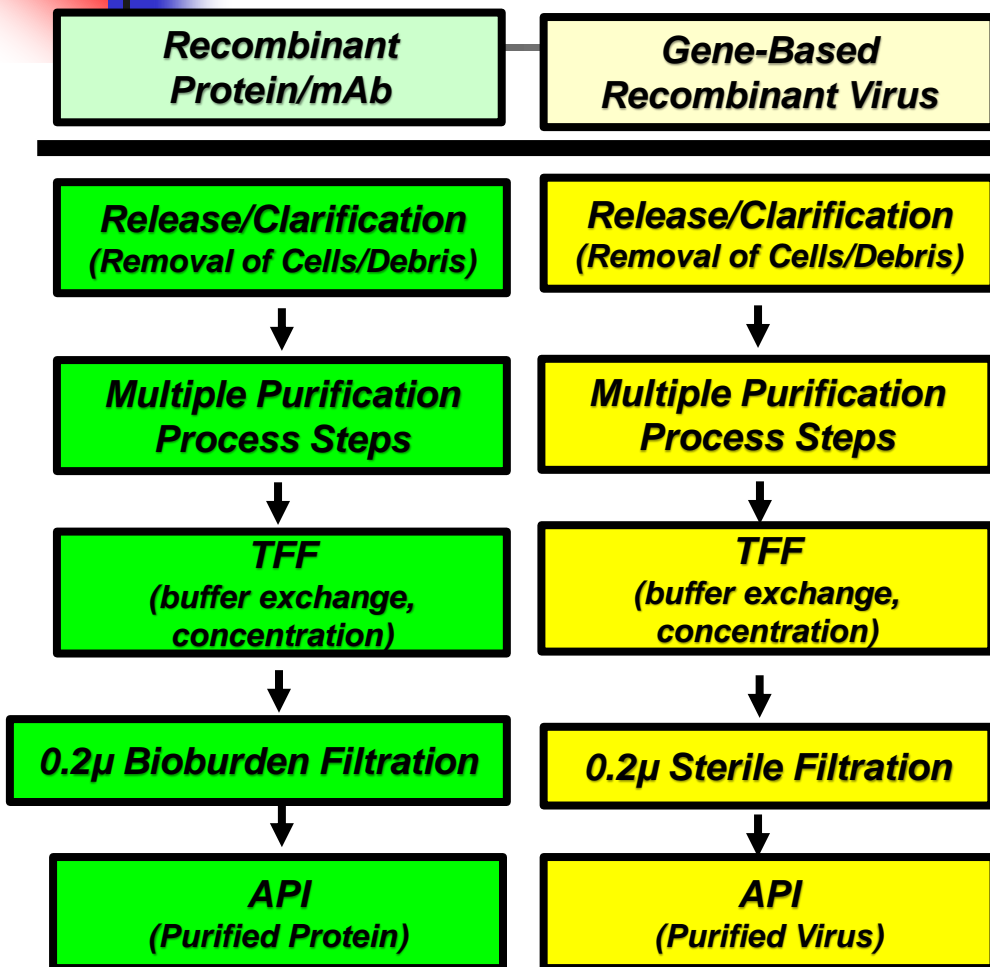 Recombinant
Protein/mAb
Gene-Based
Recombinant Virus
Release/Clarification
(Removal of Cells/Debris)
Release/Clarification
(Removal of Cells/Debris)
Multiple Purification
Process Steps
Multiple Purification
Process Steps
TFF
(buffer exchange,
concentration)
TFF
(buffer exchange,
concentration)
0.2µ Bioburden Filtration
0.2µ Sterile Filtration
API
(Purified Protein)
API
(Purified Virus)